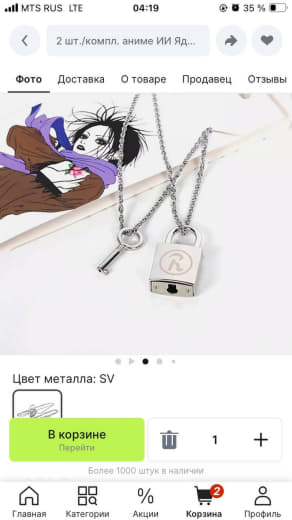 MTS RUS LTE 04:19 35 %
2 шт./компл. аниме ИИ Яд...
Фото Доставка О товаре Продавец Отзывы
R
Цвет металла: SV
В корзине
Перейти
1 +
Более 1000 штук в наличии
2
Главная Категории Акции Корзина Профиль